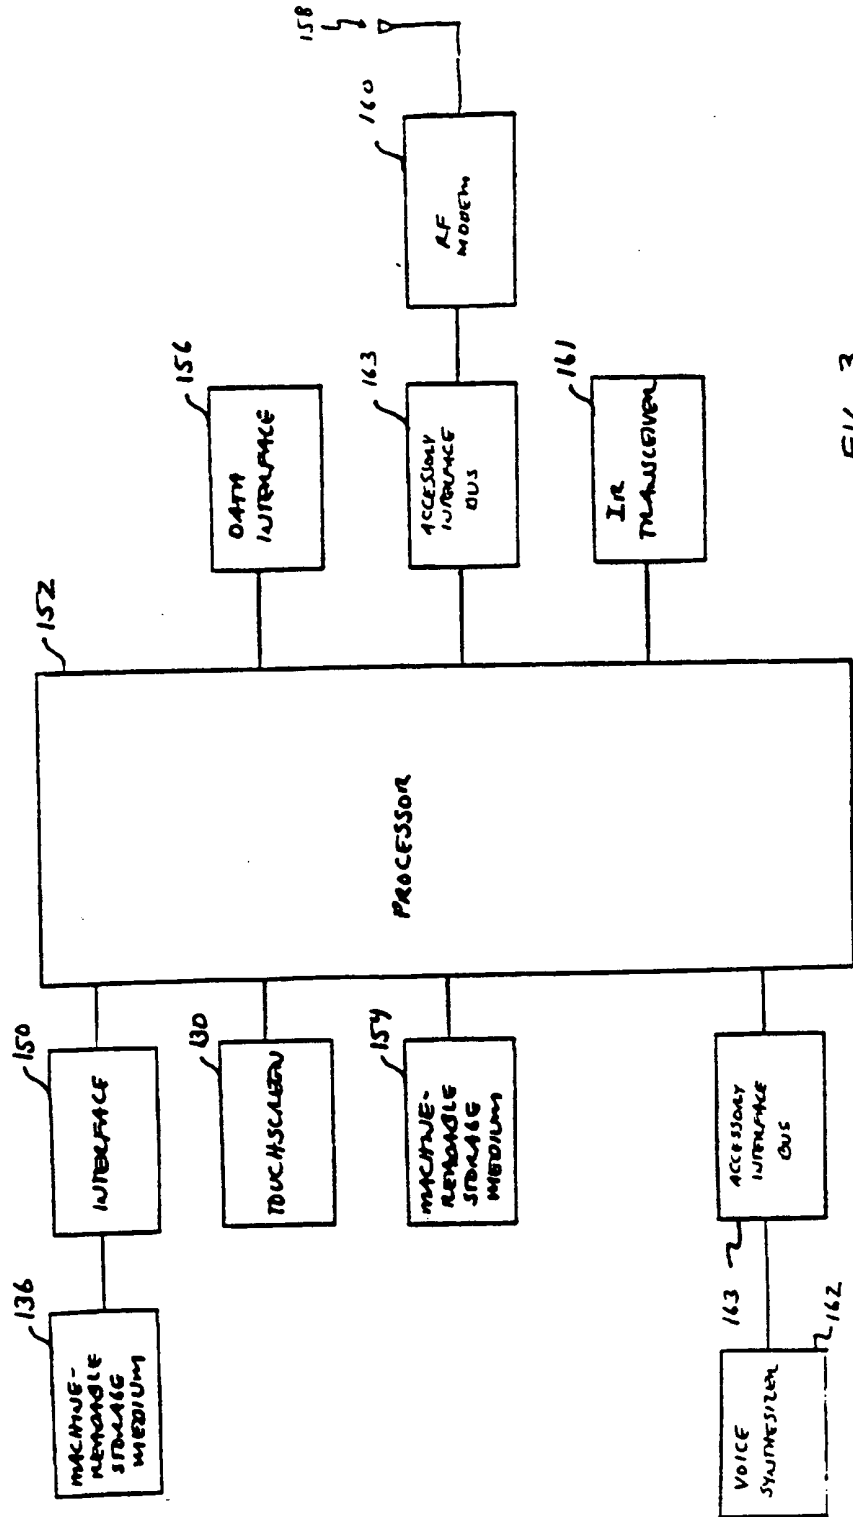 136
MACHINE-
READABLE
STORAGE
MEDIUM
150
INTERFACE
130
TOUCHSCREEN
154
MACHINE-
READABLE
STORAGE
MEDIUM
162
VOICE
SYNTHESIZER
163
ACCESSORY
INTERFACE
BUS
152
PROCESSOR
156
DATA
INTERFACE
163
ACCESSORY
INTERFACE
BUS
160
RF
MODEM
158
161
IR
TRANSCEIVER